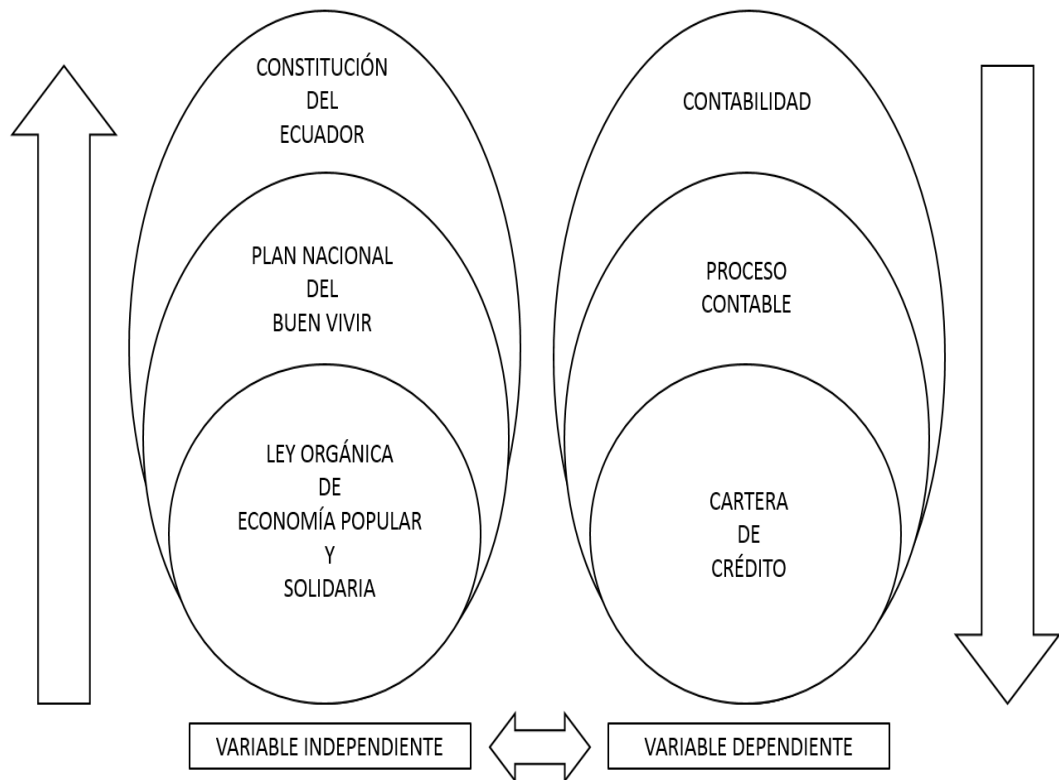 CONSTITUCIÓN
DEL
ECUADOR
PLAN NACIONAL
DEL
BUEN VIVIR
LEY ORGÁNICA
DE
ECONOMÍA POPULAR
Y
SOLIDARIA
VARIABLE INDEPENDIENTE
CONTABILIDAD
PROCESO
CONTABLE
CARTERA
DE
CRÉDITO
VARIABLE DEPENDIENTE